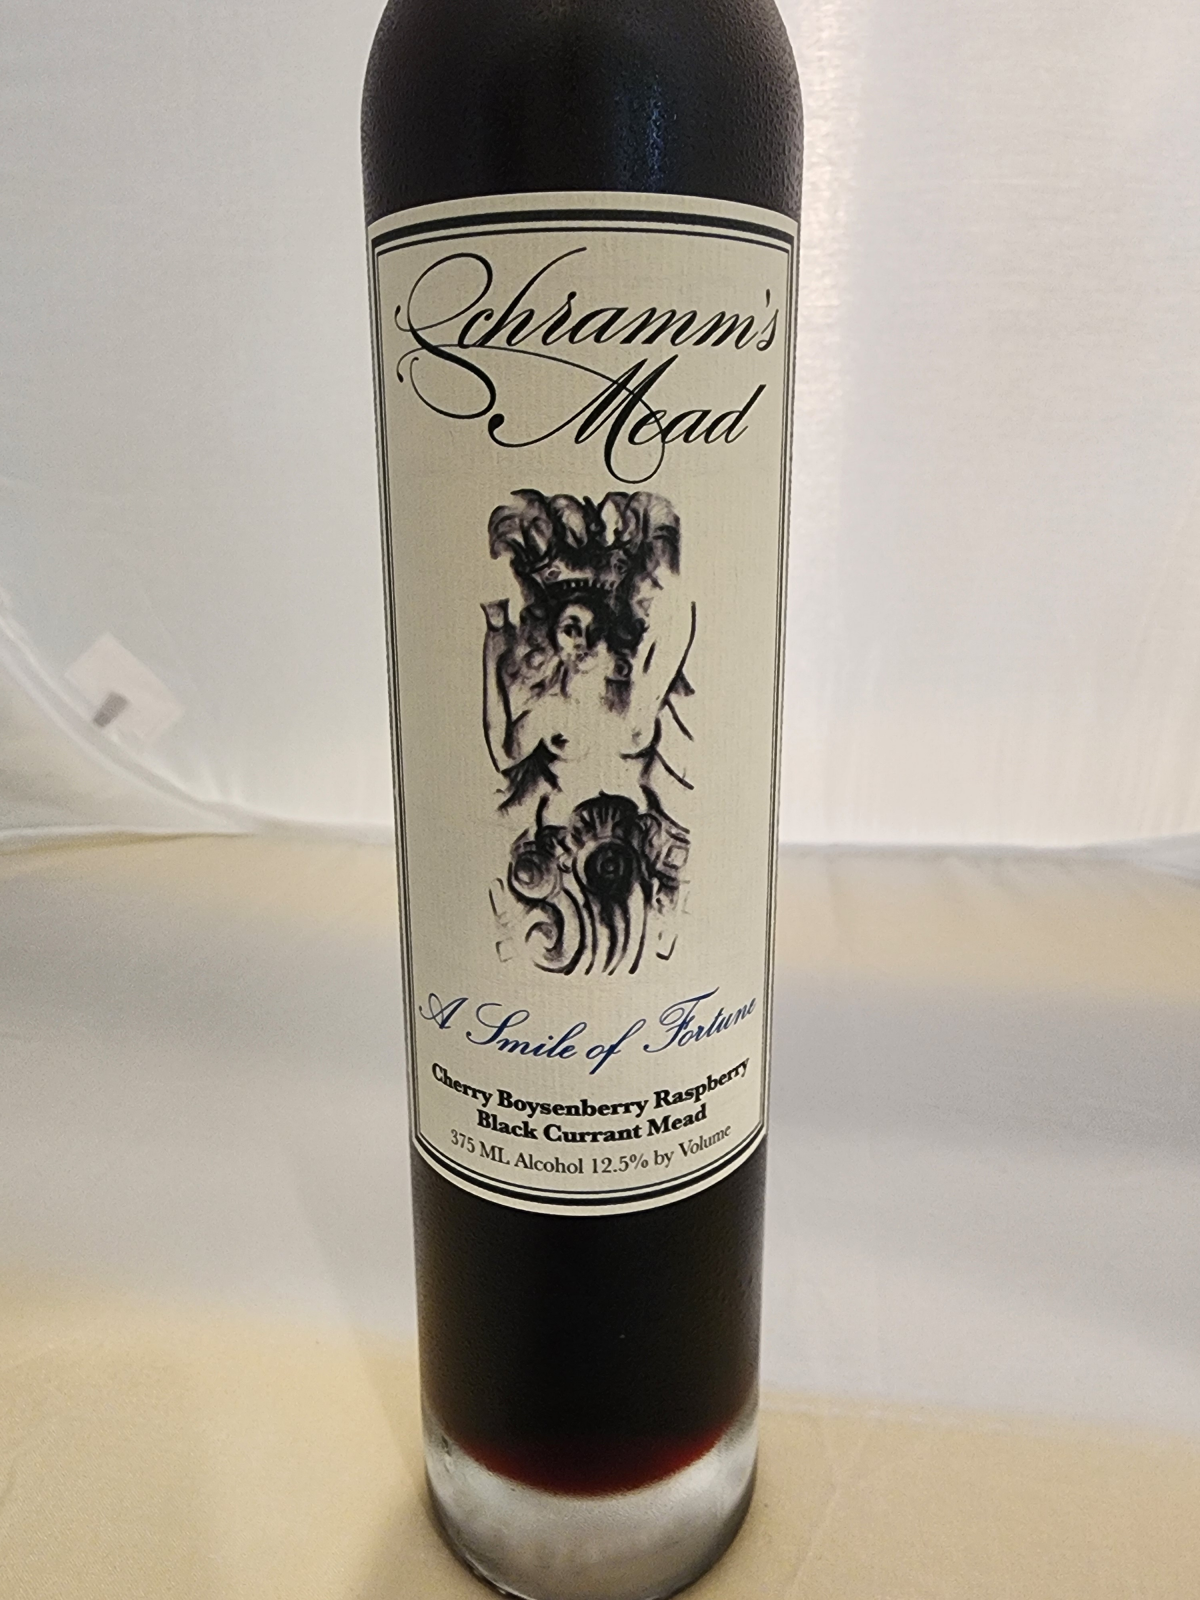 Schramm's
Mead
A Smile of Fortune
Cherry Boysenberry Raspberry
Black Currant Mead
375 ML Alcohol 12.5% by Volume